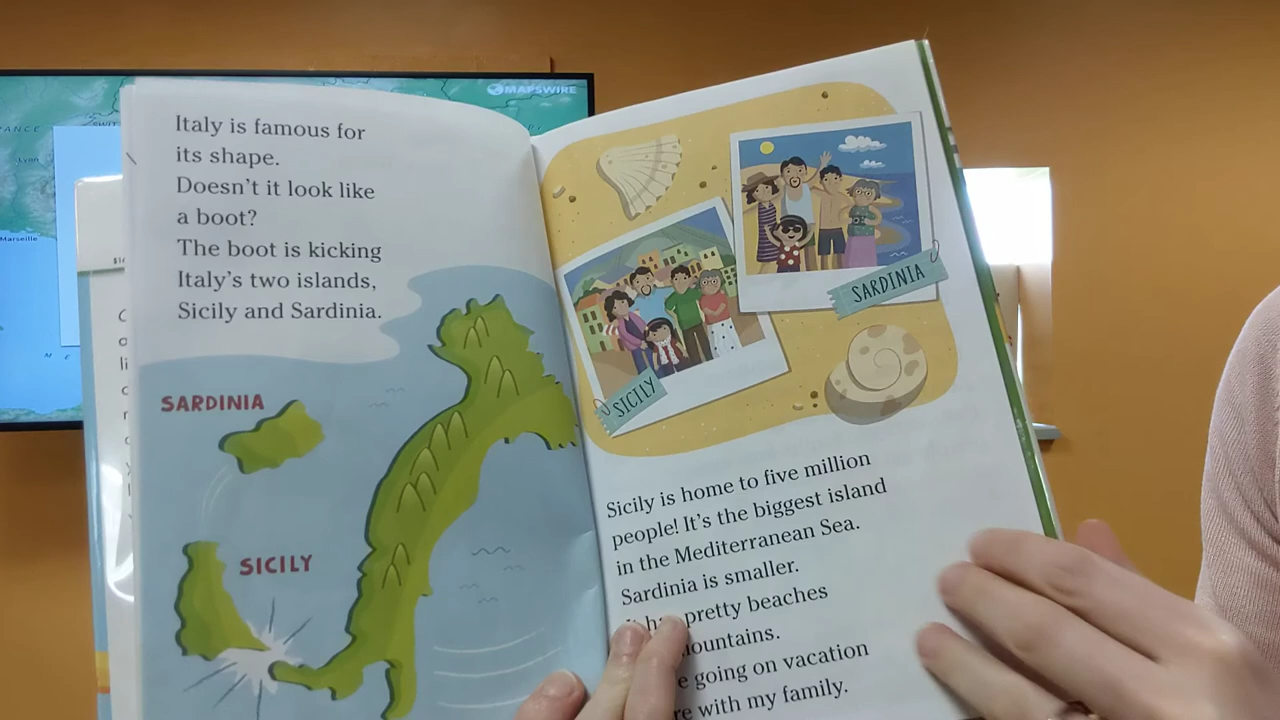 MAPSWIRE
Lyon
Marseille
Italy is famous for
its shape.
Doesn't it look like
a boot?
The boot is kicking
Italy's two islands,
Sicily and Sardinia.
SARDINIA
SICILY
SARDINIA
SICILY
Sicily is home to five million
people! It's the biggest island
in the Mediterranean Sea.
Sardinia is smaller.
pretty beaches
going on vacation
with my family.